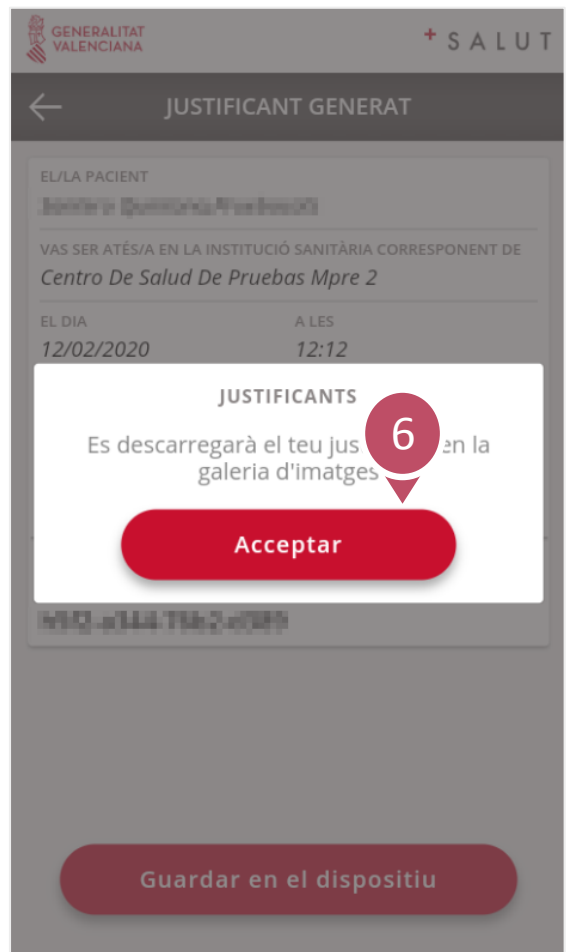 GENERALITAT
VALENCIANA
+ SALUT
JUSTIFICANT GENERAT
EL/LA PACIENT
VAS SER ATÉS/A EN LA INSTITUCIÓ SANITÀRIA CORRESPONENT DE
Centro De Salud De Pruebas Mpre 2
EL DIA A LES
12/02/2020 12:12
JUSTIFICANTS
Es descarregarà el teu en la
galeria d'imatges
6
Acceptar
Guardar en el dispositiu